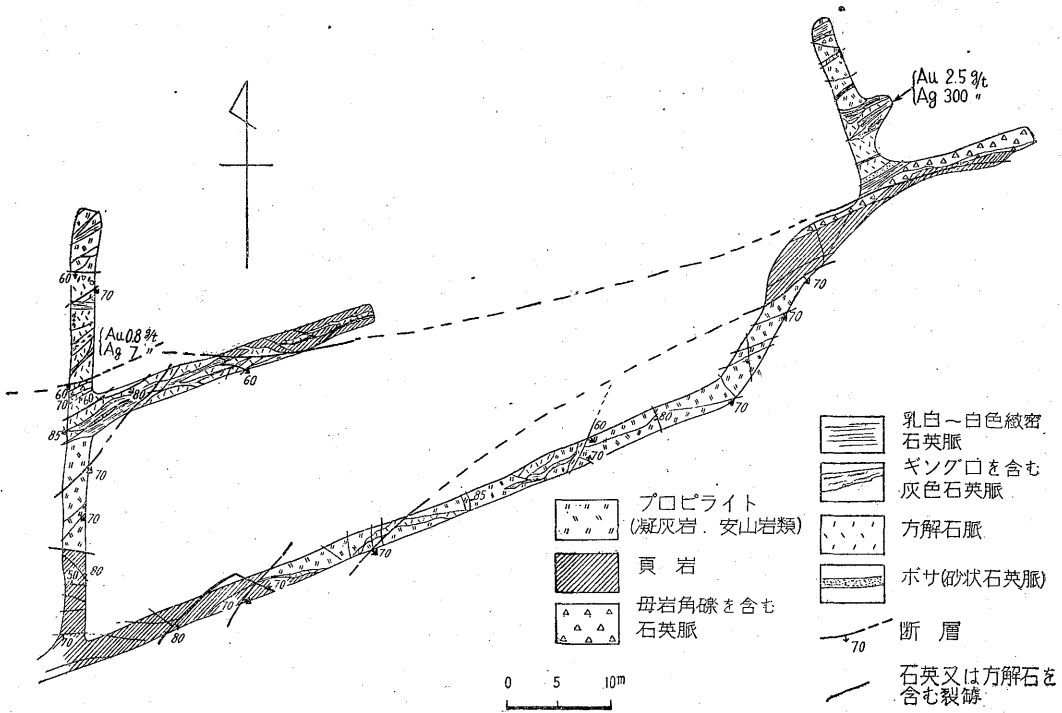 Au 2.5 g/t
Ag 300 〃
60
70
Au 0.8 g/t
Ag 7 〃
60
70
60
80
60
85
70
70
50
80
70
80
70
70
70
85
60
70
80
70
70
70
プロピライト
(凝灰岩．安山岩類)
頁岩
母岩角礫を含む
石英脈
乳白～白色緻密
石英脈
ギングロを含む
灰色石英脈
方解石脈
ボサ(砂状石英脈)
断層
70
石英又は方解石を
含む裂罅
0 5 10m